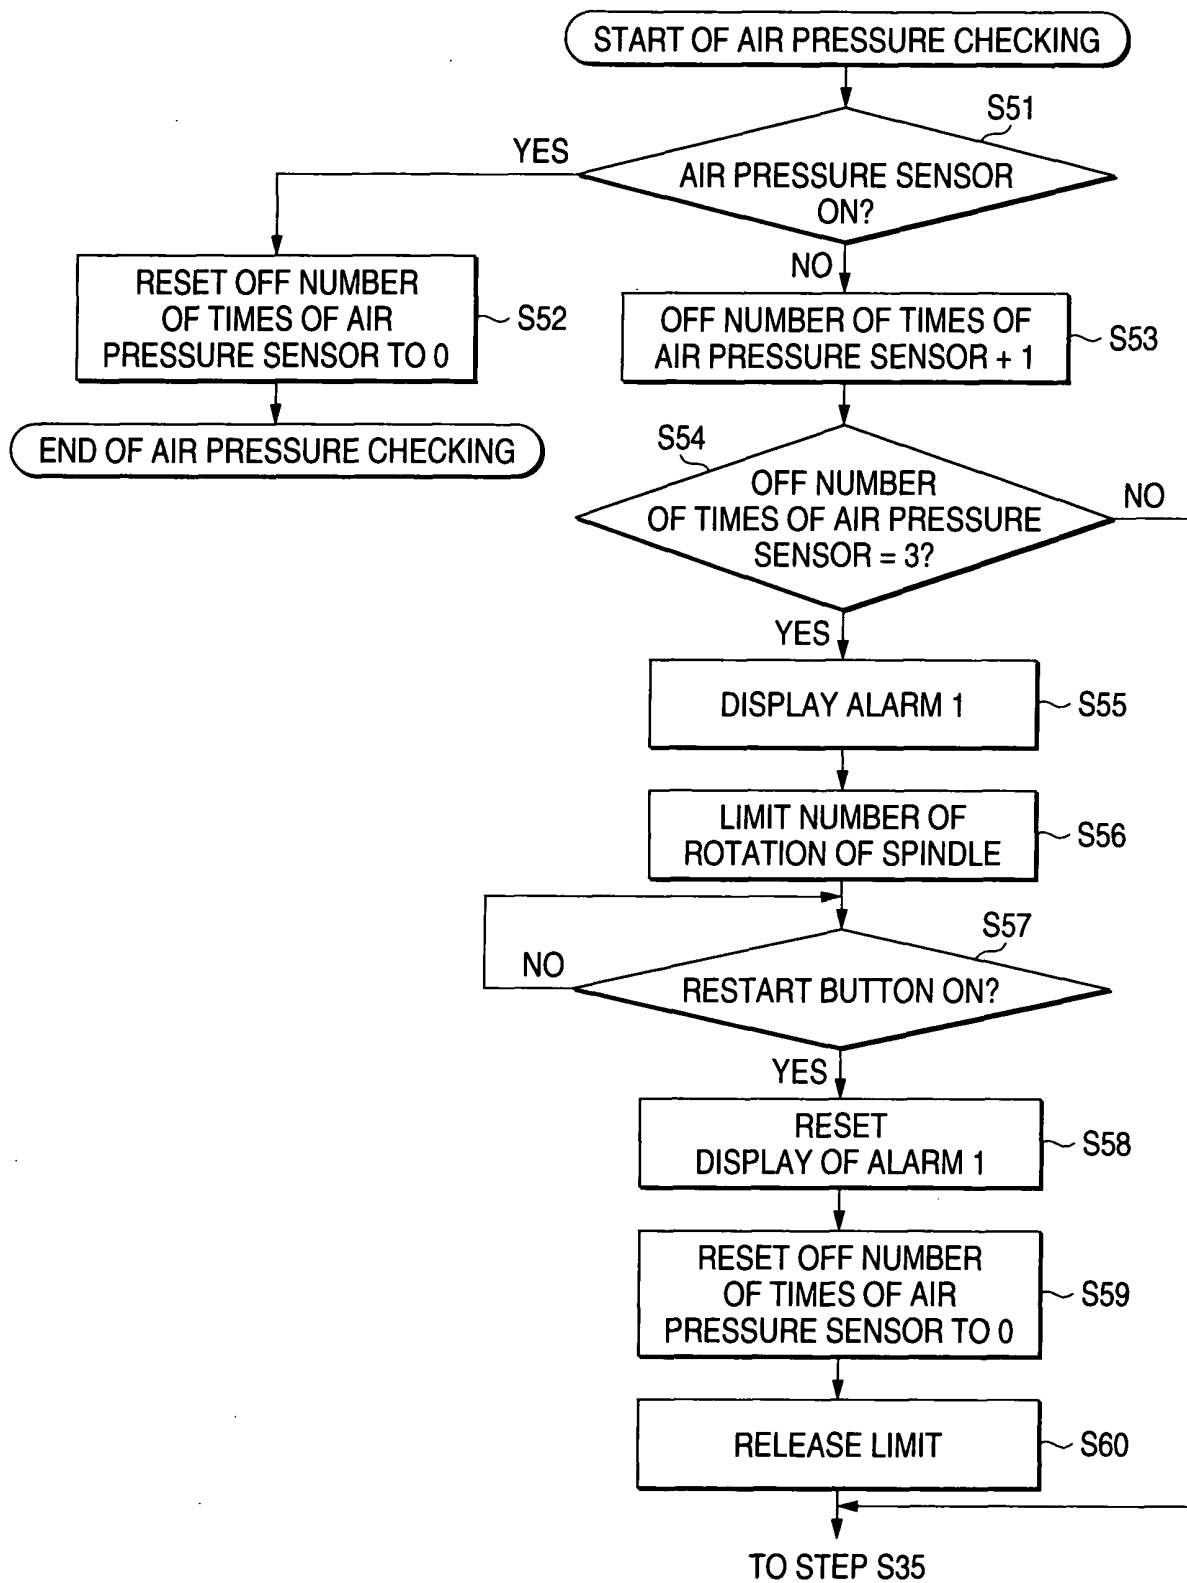 START OF AIR PRESSURE CHECKING
S51
YES
AIR PRESSURE SENSOR
ON?
NO
RESET OFF NUMBER
OF TIMES OF AIR
PRESSURE SENSOR TO 0
S52
OFF NUMBER OF TIMES OF
AIR PRESSURE SENSOR + 1
S53
END OF AIR PRESSURE CHECKING
S54
OFF NUMBER
OF TIMES OF AIR PRESSURE
SENSOR = 3?
NO
YES
DISPLAY ALARM 1
S55
LIMIT NUMBER OF
ROTATION OF SPINDLE
S56
S57
NO
RESTART BUTTON ON?
YES
RESET
DISPLAY OF ALARM 1
S58
RESET OFF NUMBER
OF TIMES OF AIR
PRESSURE SENSOR TO 0
S59
RELEASE LIMIT
S60
TO STEP S35